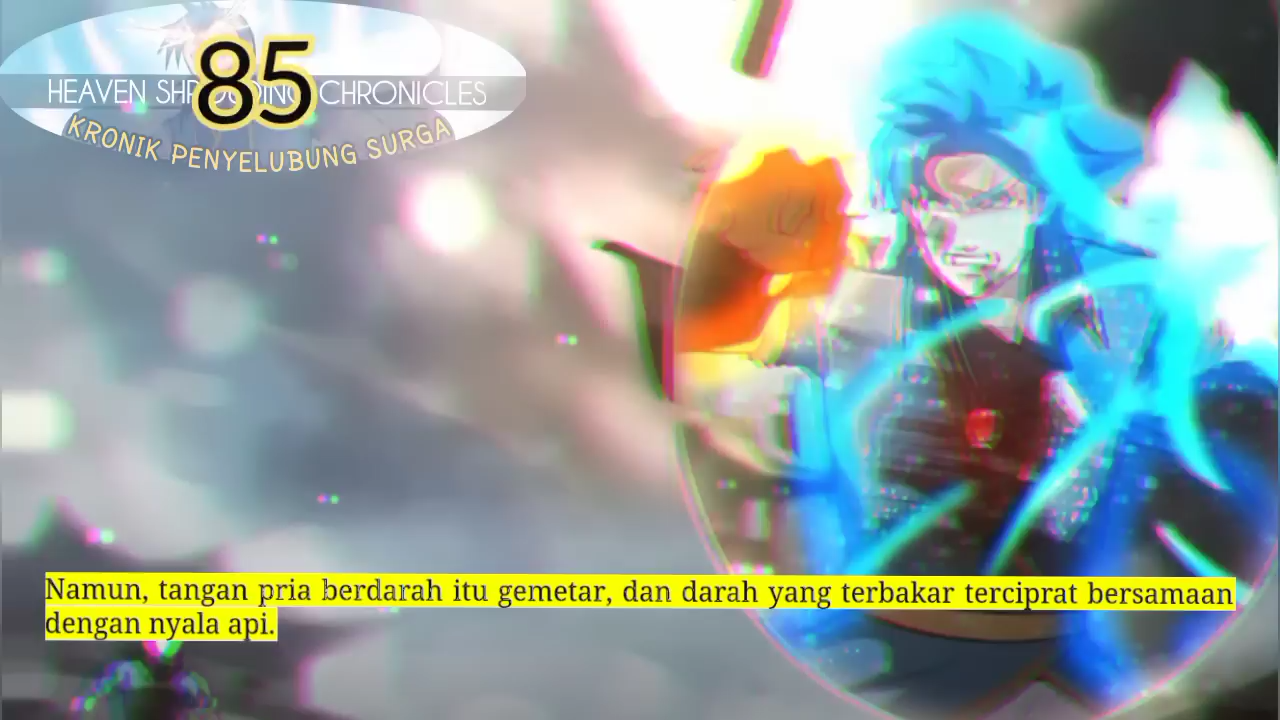 85
HEAVEN SHROUDING CHRONICLES
KRONIK PENYELUBUNG SURGA
Namun, tangan pria berdarah itu gemetar, dan darah yang terbakar terciprat bersamaan
dengan nyala api.